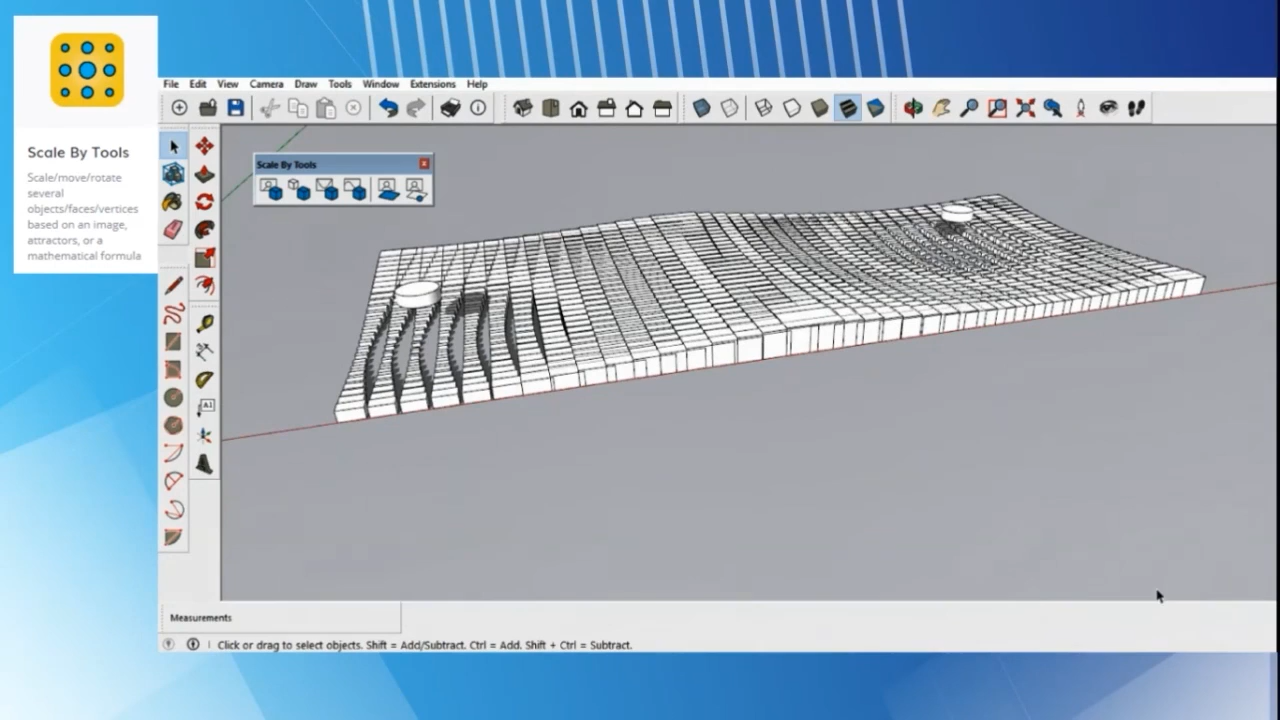 File Edit View Camera Draw Tools Window Extensions Help
Scale By Tools
Scale/move/rotate
several
objects/faces/vertices
based on an image,
attractors, or a
mathematical formula
Scale By Tools
A1
Measurements
Click or drag to select objects. Shift = Add/Subtract. Ctrl = Add. Shift + Ctrl = Subtract.